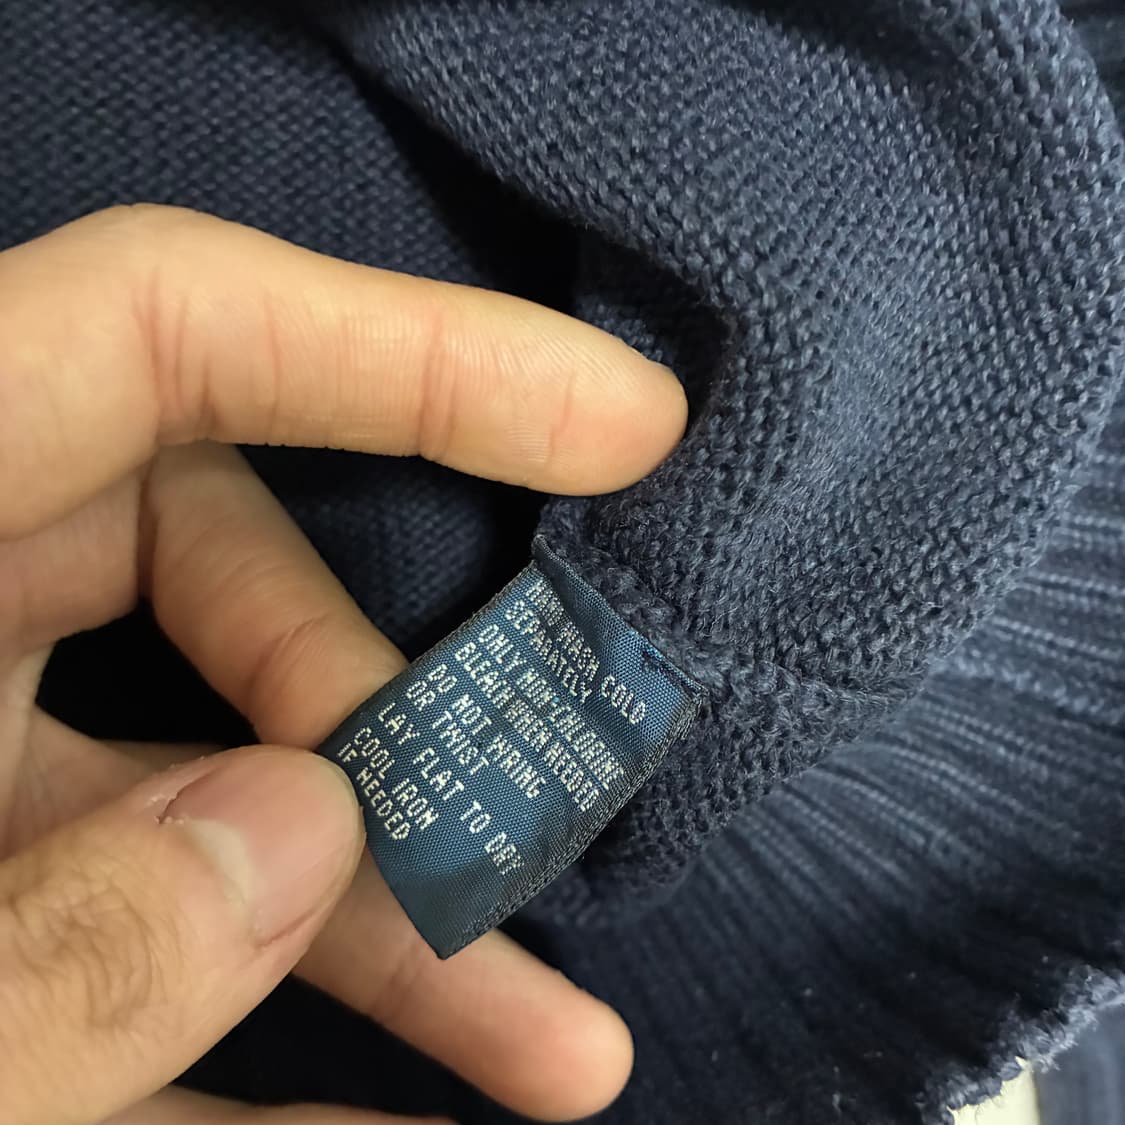 HAND WASH COLD
SEPARATELY
ONLY NON-CHLORINE
BLEACH WHEN NEEDED
DO NOT WRING
OR TWIST
LAY FLAT TO DRY
COOL IRON
IF NEEDED